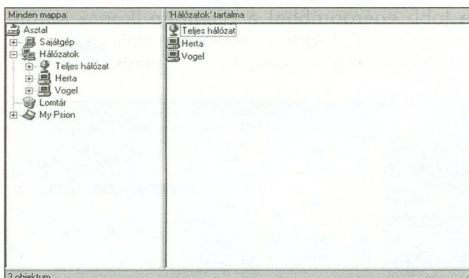 Minden mappa
'Hálózatok' tartalma
Asztal
Sajátgép
Hálózatok
Teljes hálózat
Herta
Vogel
Lomtár
My Psion
Teljes hálózat
Herta
Vogel
3 objektum